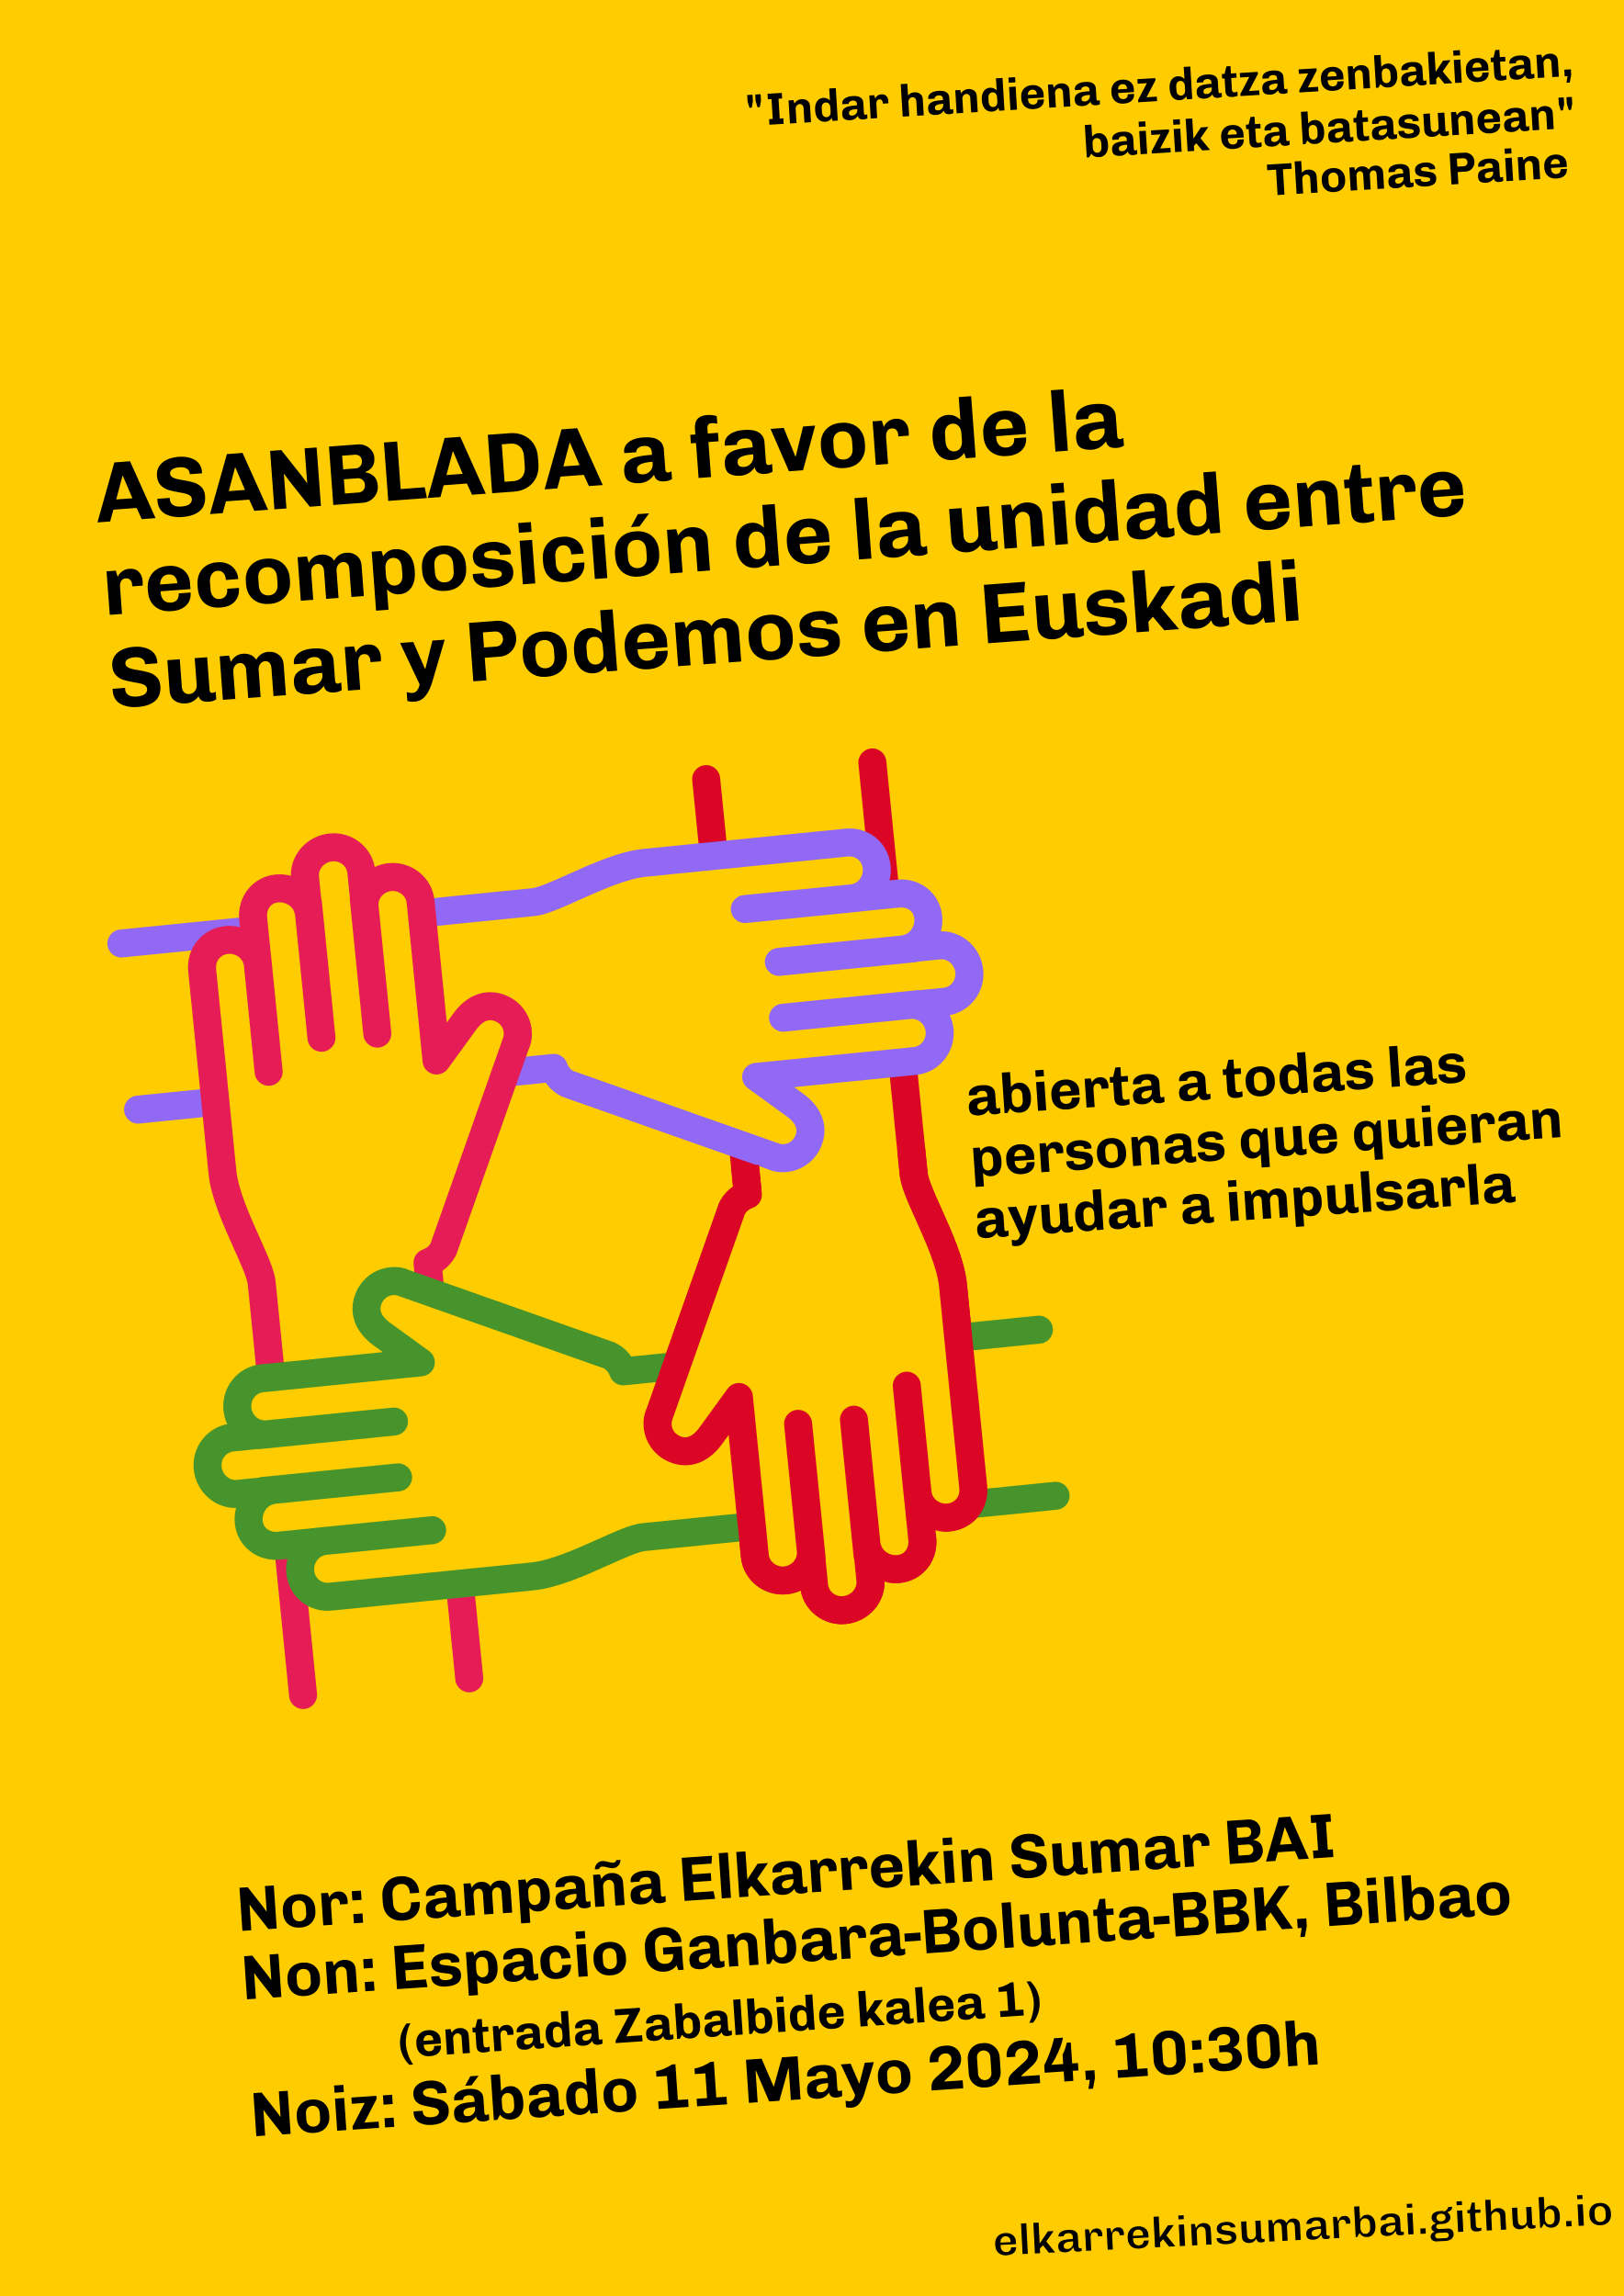 "Indar handiena ez datza zenbakietan,
baizik eta batasunean"
Thomas Paine
ASANBLADA a favor de la
recomposición de la unidad entre
Sumar y Podemos en Euskadi
abierta a todas las
personas que quieran
ayudar a impulsarla
Nor: Campaña Elkarrekin Sumar BAI
Non: Espacio Ganbara-Bolunta-BBK, Bilbao
(entrada Zabalbide kalea 1)
Noiz: Sábado 11 Mayo 2024, 10:30h
elkarrekinsumarbai.github.io